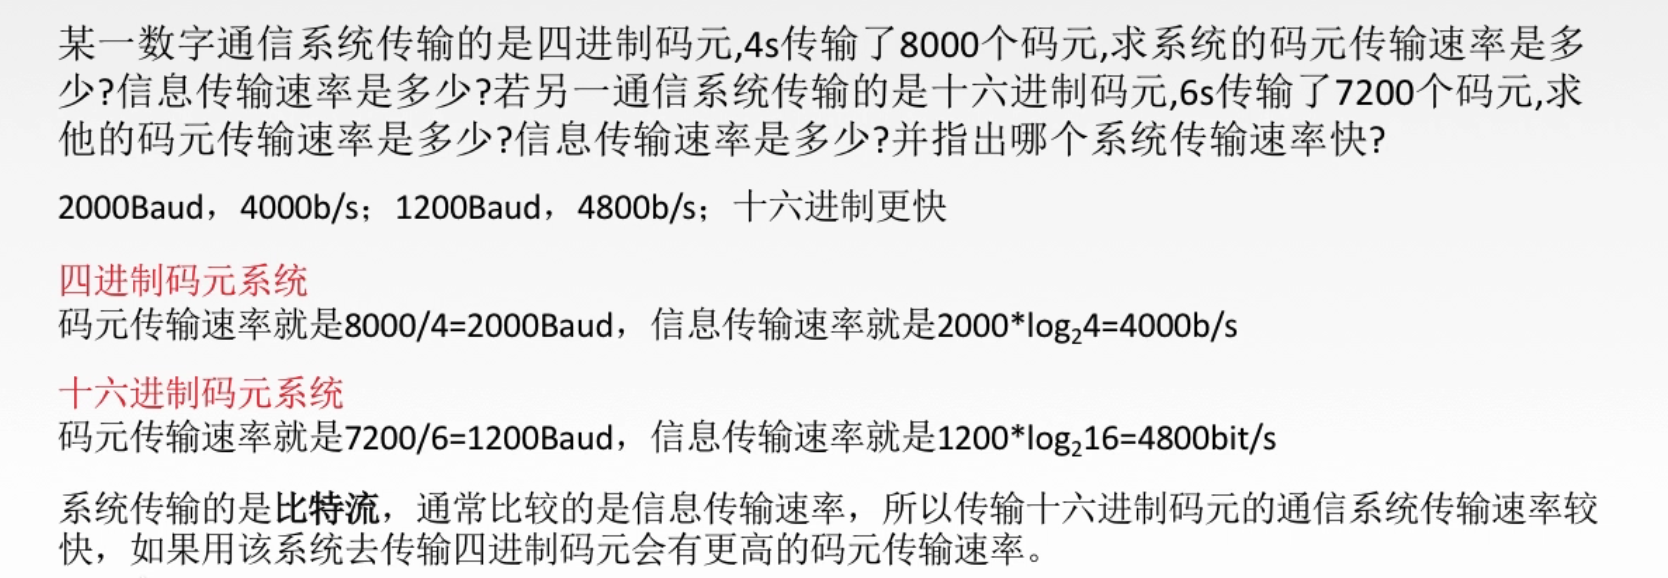 某一数字通信系统传输的是四进制码元,4s传输了8000个码元,求系统的码元传输速率是多
少?信息传输速率是多少?若另一通信系统传输的是十六进制码元,6s传输了7200个码元,求
他的码元传输速率是多少?信息传输速率是多少?并指出哪个系统传输速率快?
2000Baud，4000b/s；1200Baud，4800b/s；十六进制更快
四进制码元系统
码元传输速率就是8000/4=2000Baud，信息传输速率就是2000*log₂4=4000b/s
十六进制码元系统
码元传输速率就是7200/6=1200Baud，信息传输速率就是1200*log₂16=4800bit/s
系统传输的是比特流，通常比较的是信息传输速率，所以传输十六进制码元的通信系统传输速率较
快，如果用该系统去传输四进制码元会有更高的码元传输速率。